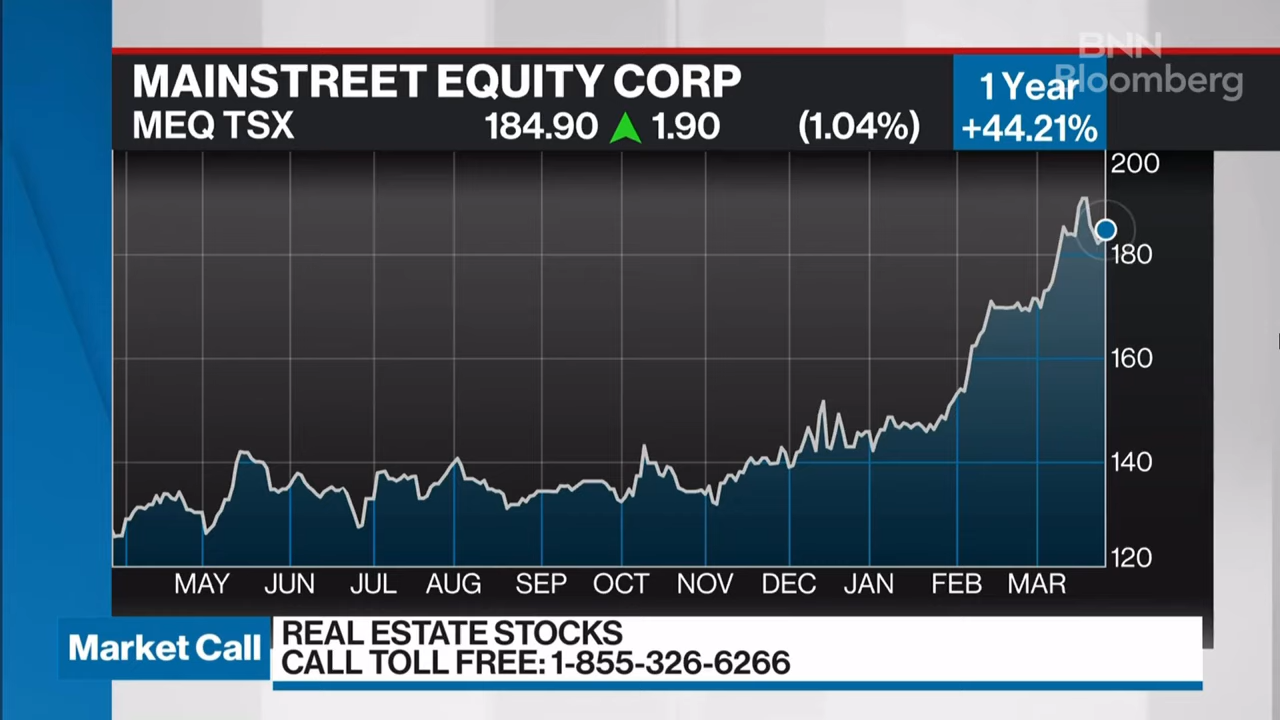 BNN
Bloomberg
MAINSTREET EQUITY CORP
MEQ TSX 184.90 1.90 (1.04%)
1 Year
+44.21%
200
180
160
140
120
MAY JUN JUL AUG SEP OCT NOV DEC JAN FEB MAR
Market Call
REAL ESTATE STOCKS
CALL TOLL FREE: 1-855-326-6266